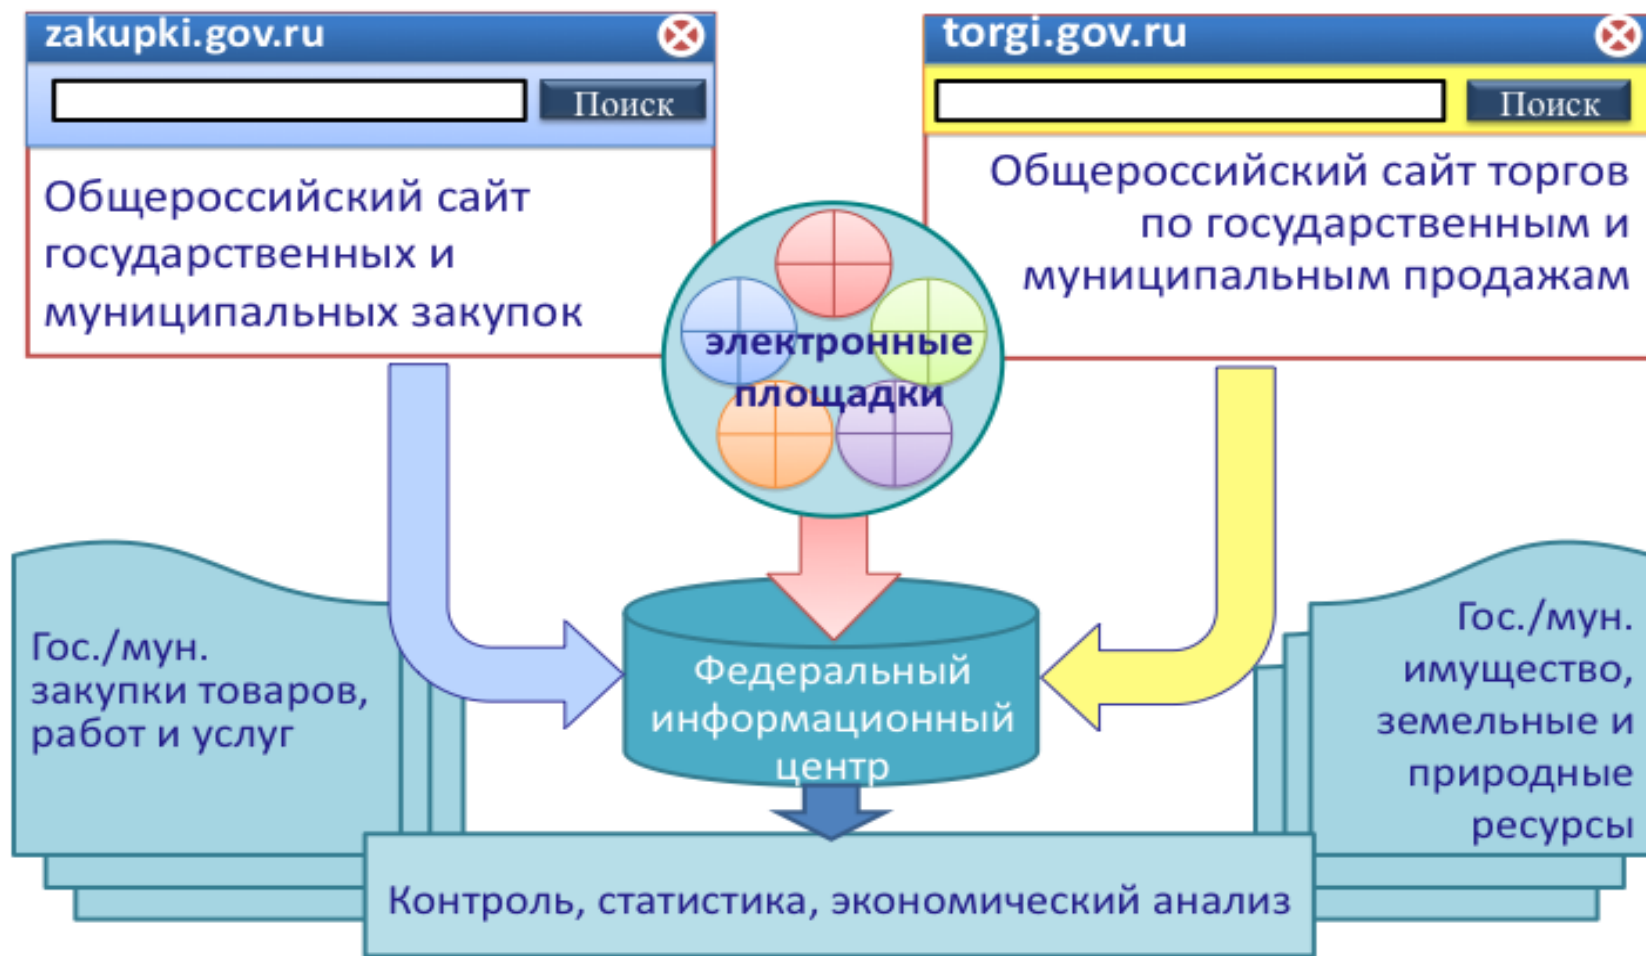 zakupki.gov.ru
Поиск
Общероссийский сайт
государственных и
муниципальных закупок
torgi.gov.ru
Поиск
Общероссийский сайт торгов
по государственным и
муниципальным продажам
электронные
площадки
Гос./мун.
закупки товаров,
работ и услуг
Федеральный
информационный
центр
Гос./мун.
имущество,
земельные и
природные
ресурсы
Контроль, статистика, экономический анализ